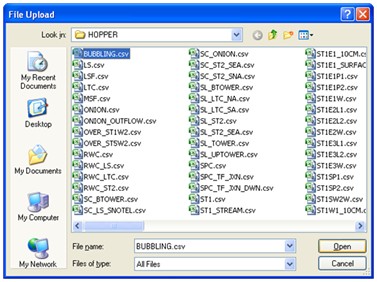 File Upload
Look in: HOPPER
My Recent Documents
Desktop
My Documents
My Computer
My Network
BUBBLING.csv
LS.csv
LSF.csv
LTC.csv
MSF.csv
ONION.csv
ONION_OUTFLOW.csv
OVER_ST1W2.csv
OVER_ST5W2.csv
RWC.csv
RWC_LS.csv
RWC_LTC.csv
RWC_ST2.csv
SC_BTOWER.csv
SC_LS_SNOTEL.csv
SC_ONION.csv
SC_ST2_SEA.csv
SC_ST2_SNA.csv
SL_BTOWER.csv
SL_LTC_NA.csv
SL_LTC_SA.csv
SL_ST2.csv
SL_ST2_SEA.csv
SL_TOWER.csv
SL_UPTOWER.csv
SPC.csv
SPC_TF_JXN.csv
SPC_TF_JXN_DWN.csv
ST1.csv
ST1_STREAM.csv
ST1E1_10CM.cs
ST1E1_SURFAC
ST1E1P1.csv
ST1E1P2.csv
ST1E1W.csv
ST1E2L1.csv
ST1E2L2.csv
ST1E2W.csv
ST1E3L1.csv
ST1E3L2.csv
ST1E3W.csv
ST1SP1.csv
ST1SP2.csv
ST1SW2W.csv
ST1W1_10CM.c
File name: BUBBLING.csv Open
Files of type: All Files Cancel